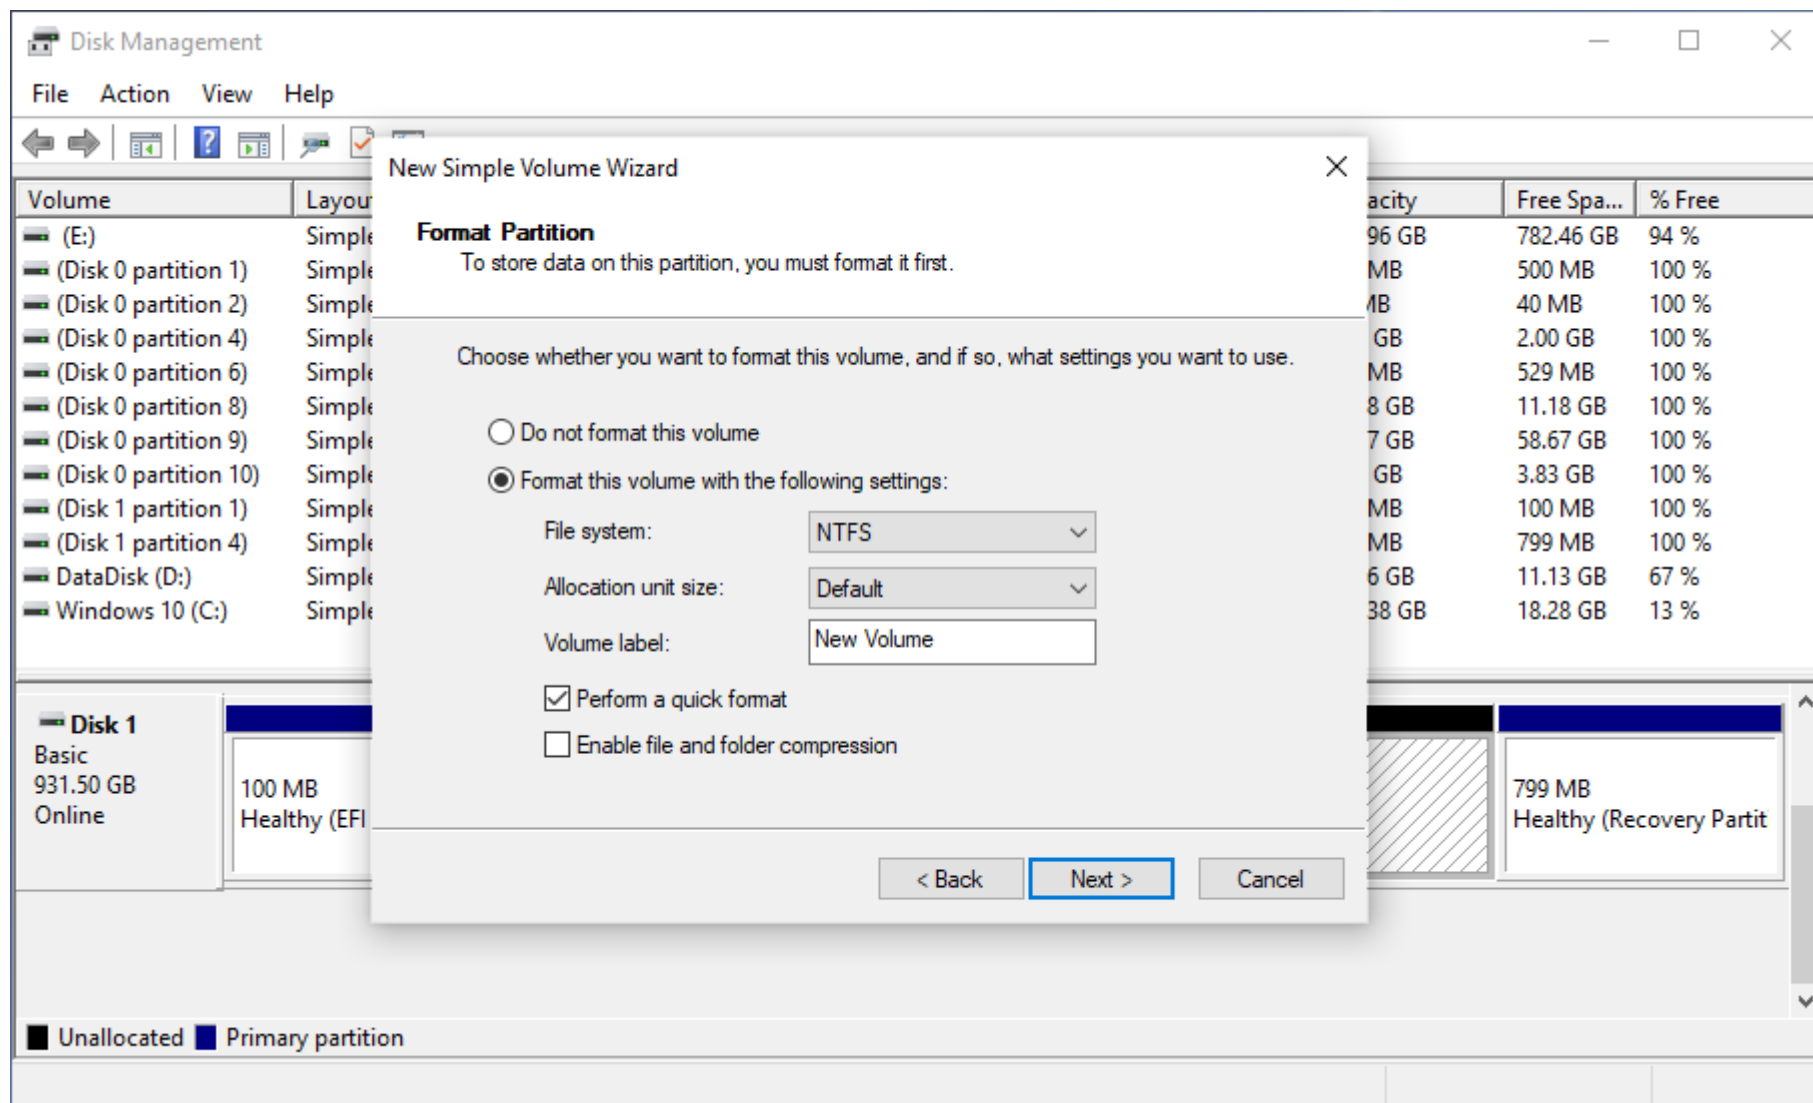 Disk Management
File Action View Help
New Simple Volume Wizard
Format Partition
To store data on this partition, you must format it first.
Choose whether you want to format this volume, and if so, what settings you want to use.
Do not format this volume
Format this volume with the following settings:
File system: NTFS
Allocation unit size: Default
Volume label: New Volume
Perform a quick format
Enable file and folder compression
< Back Next > Cancel
Volume Layou acity Free Spa... % Free
(E:) Simple 96 GB 782.46 GB 94 %
(Disk 0 partition 1) Simple MB 500 MB 100 %
(Disk 0 partition 2) Simple MB 40 MB 100 %
(Disk 0 partition 4) Simple GB 2.00 GB 100 %
(Disk 0 partition 6) Simple MB 529 MB 100 %
(Disk 0 partition 8) Simple 8 GB 11.18 GB 100 %
(Disk 0 partition 9) Simple 7 GB 58.67 GB 100 %
(Disk 0 partition 10) Simple GB 3.83 GB 100 %
(Disk 1 partition 1) Simple MB 100 MB 100 %
(Disk 1 partition 4) Simple MB 799 MB 100 %
DataDisk (D:) Simple 6 GB 11.13 GB 67 %
Windows 10 (C:) Simple 38 GB 18.28 GB 13 %
Disk 1
Basic
931.50 GB
Online
100 MB
Healthy (EFI
799 MB
Healthy (Recovery Partit
Unallocated Primary partition